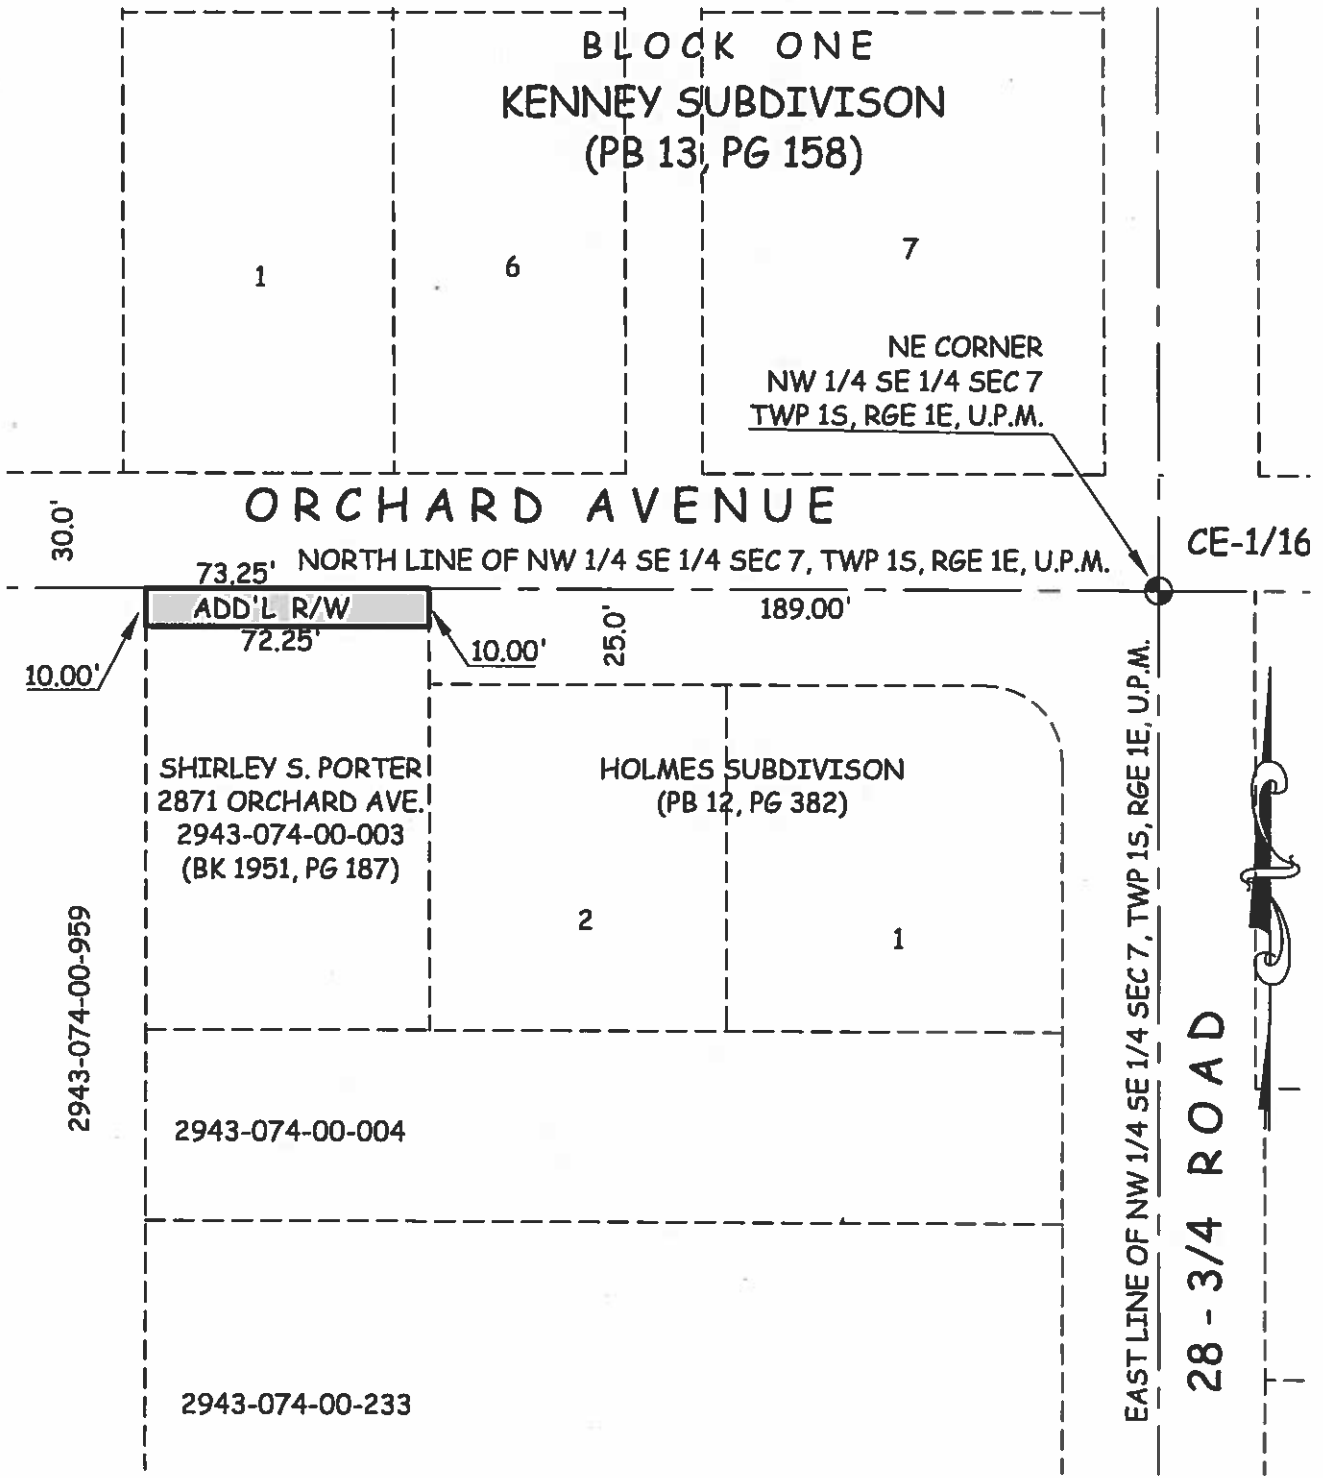 BLOCK ONE
KENNEY SUBDIVISON
(PB 13, PG 158)
1
6
7
NE CORNER
NW 1/4 SE 1/4 SEC 7
TWP 1S, RGE 1E, U.P.M.
30.0'
ORCHARD AVENUE
CE-1/16
NORTH LINE OF NW 1/4 SE 1/4 SEC 7, TWP 1S, RGE 1E, U.P.M.
73.25'
ADD'L R/W
72.25'
189.00'
25.0'
10.00'
10.00'
SHIRLEY S. PORTER
2871 ORCHARD AVE.
2943-074-00-003
(BK 1951, PG 187)
HOLMES SUBDIVISON
(PB 12, PG 382)
2
1
2943-074-00-959
2943-074-00-004
2943-074-00-233
EAST LINE OF NW 1/4 SE 1/4 SEC 7, TWP 1S, RGE 1E, U.P.M.
28 - 3/4 ROAD